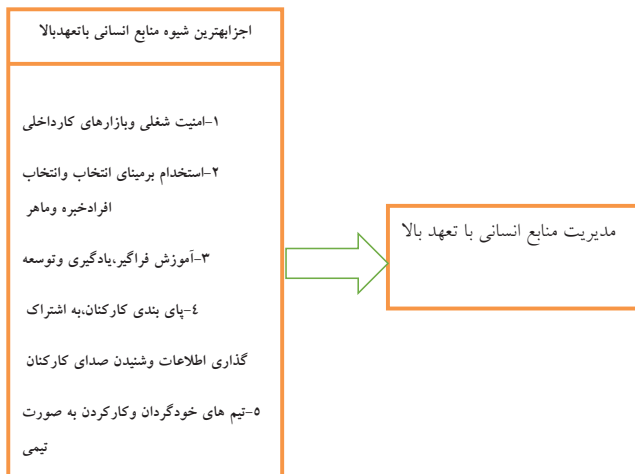 اجزابهترین شیوه منابع انسانی باتعهدبالا
۱-امنیت شغلی وبازارهای کارداخلی
۲-استخدام برمینای انتخاب وانتخاب
افرادخبره وماهر
۳-آموزش فراگیر،یادگیری وتوسعه
۴-پای بندی کارکنان،به اشتراک
گذاری اطلاعات وشنیدن صدای کارکنان
۵-تیم های خودگردان وکارکردن به صورت
تیمی
مدیریت منابع انسانی با تعهد بالا